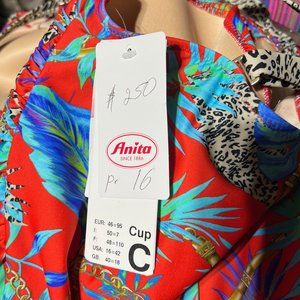 # 250
Anita
SINCE 1886
Pr 16
EUR: 46=95
I: 50=7
F: 48=110
USA: 16=42
GB: 40=18
Cup
C